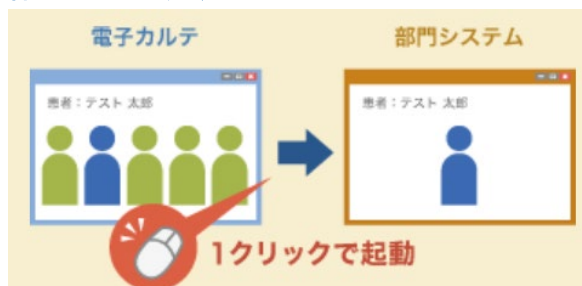 電子カルテ
部門システム
患者：テスト 太郎
患者：テスト 太郎
1クリックで起動